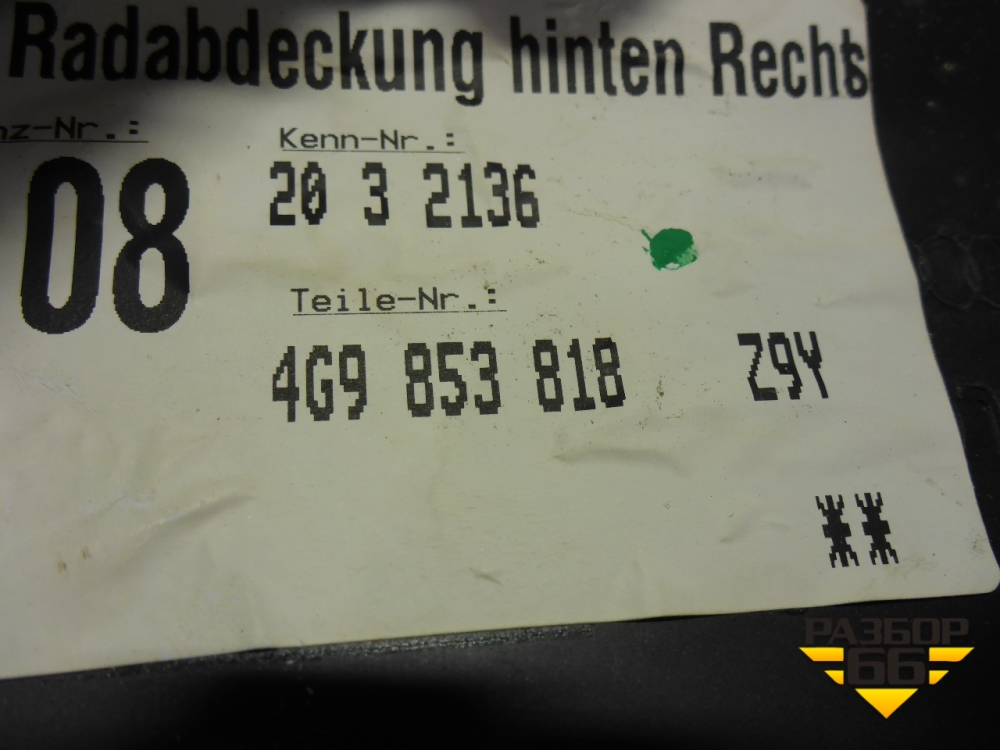 Radabdeckung hinten Rechts
nz-Nr.:
Kenn-Nr.:
08
20 3 2136
Teile-Nr.:
4G9 853 818 Z9Y
**
РАЗБОР
66